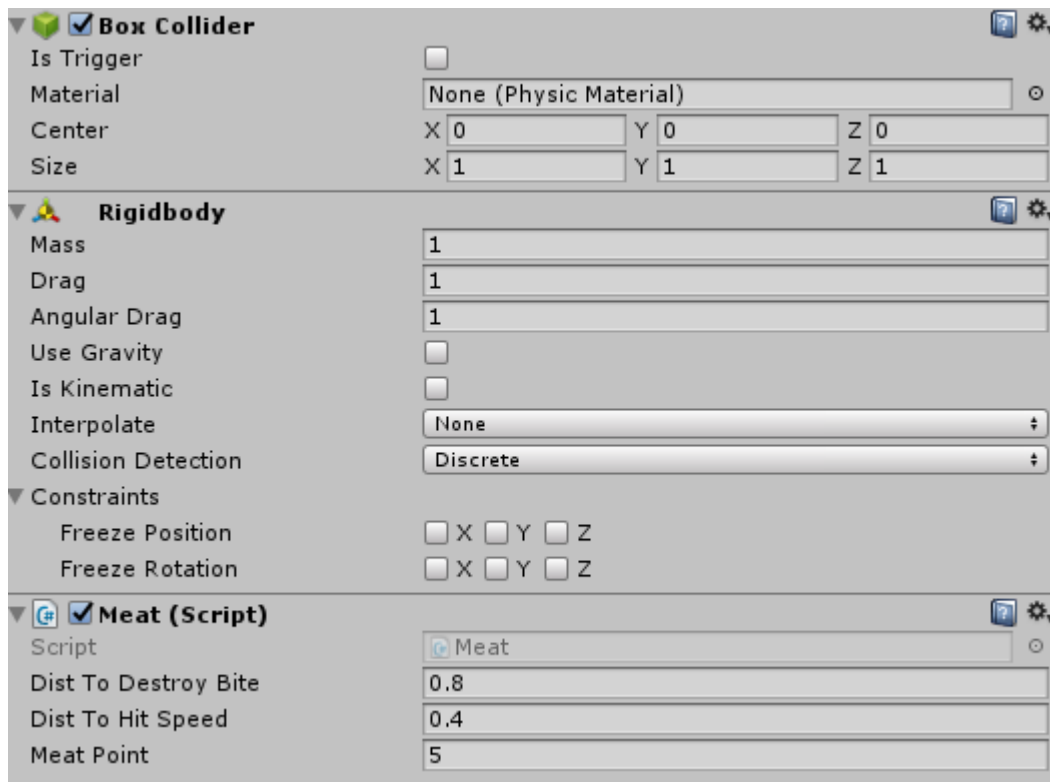 Box Collider
Is Trigger
Material None (Physic Material)
Center X 0 Y 0 Z 0
Size X 1 Y 1 Z 1
Rigidbody
Mass 1
Drag 1
Angular Drag 1
Use Gravity
Is Kinematic
Interpolate None
Collision Detection Discrete
Constraints
Freeze Position X Y Z
Freeze Rotation X Y Z
Meat (Script)
Script Meat
Dist To Destroy Bite 0.8
Dist To Hit Speed 0.4
Meat Point 5